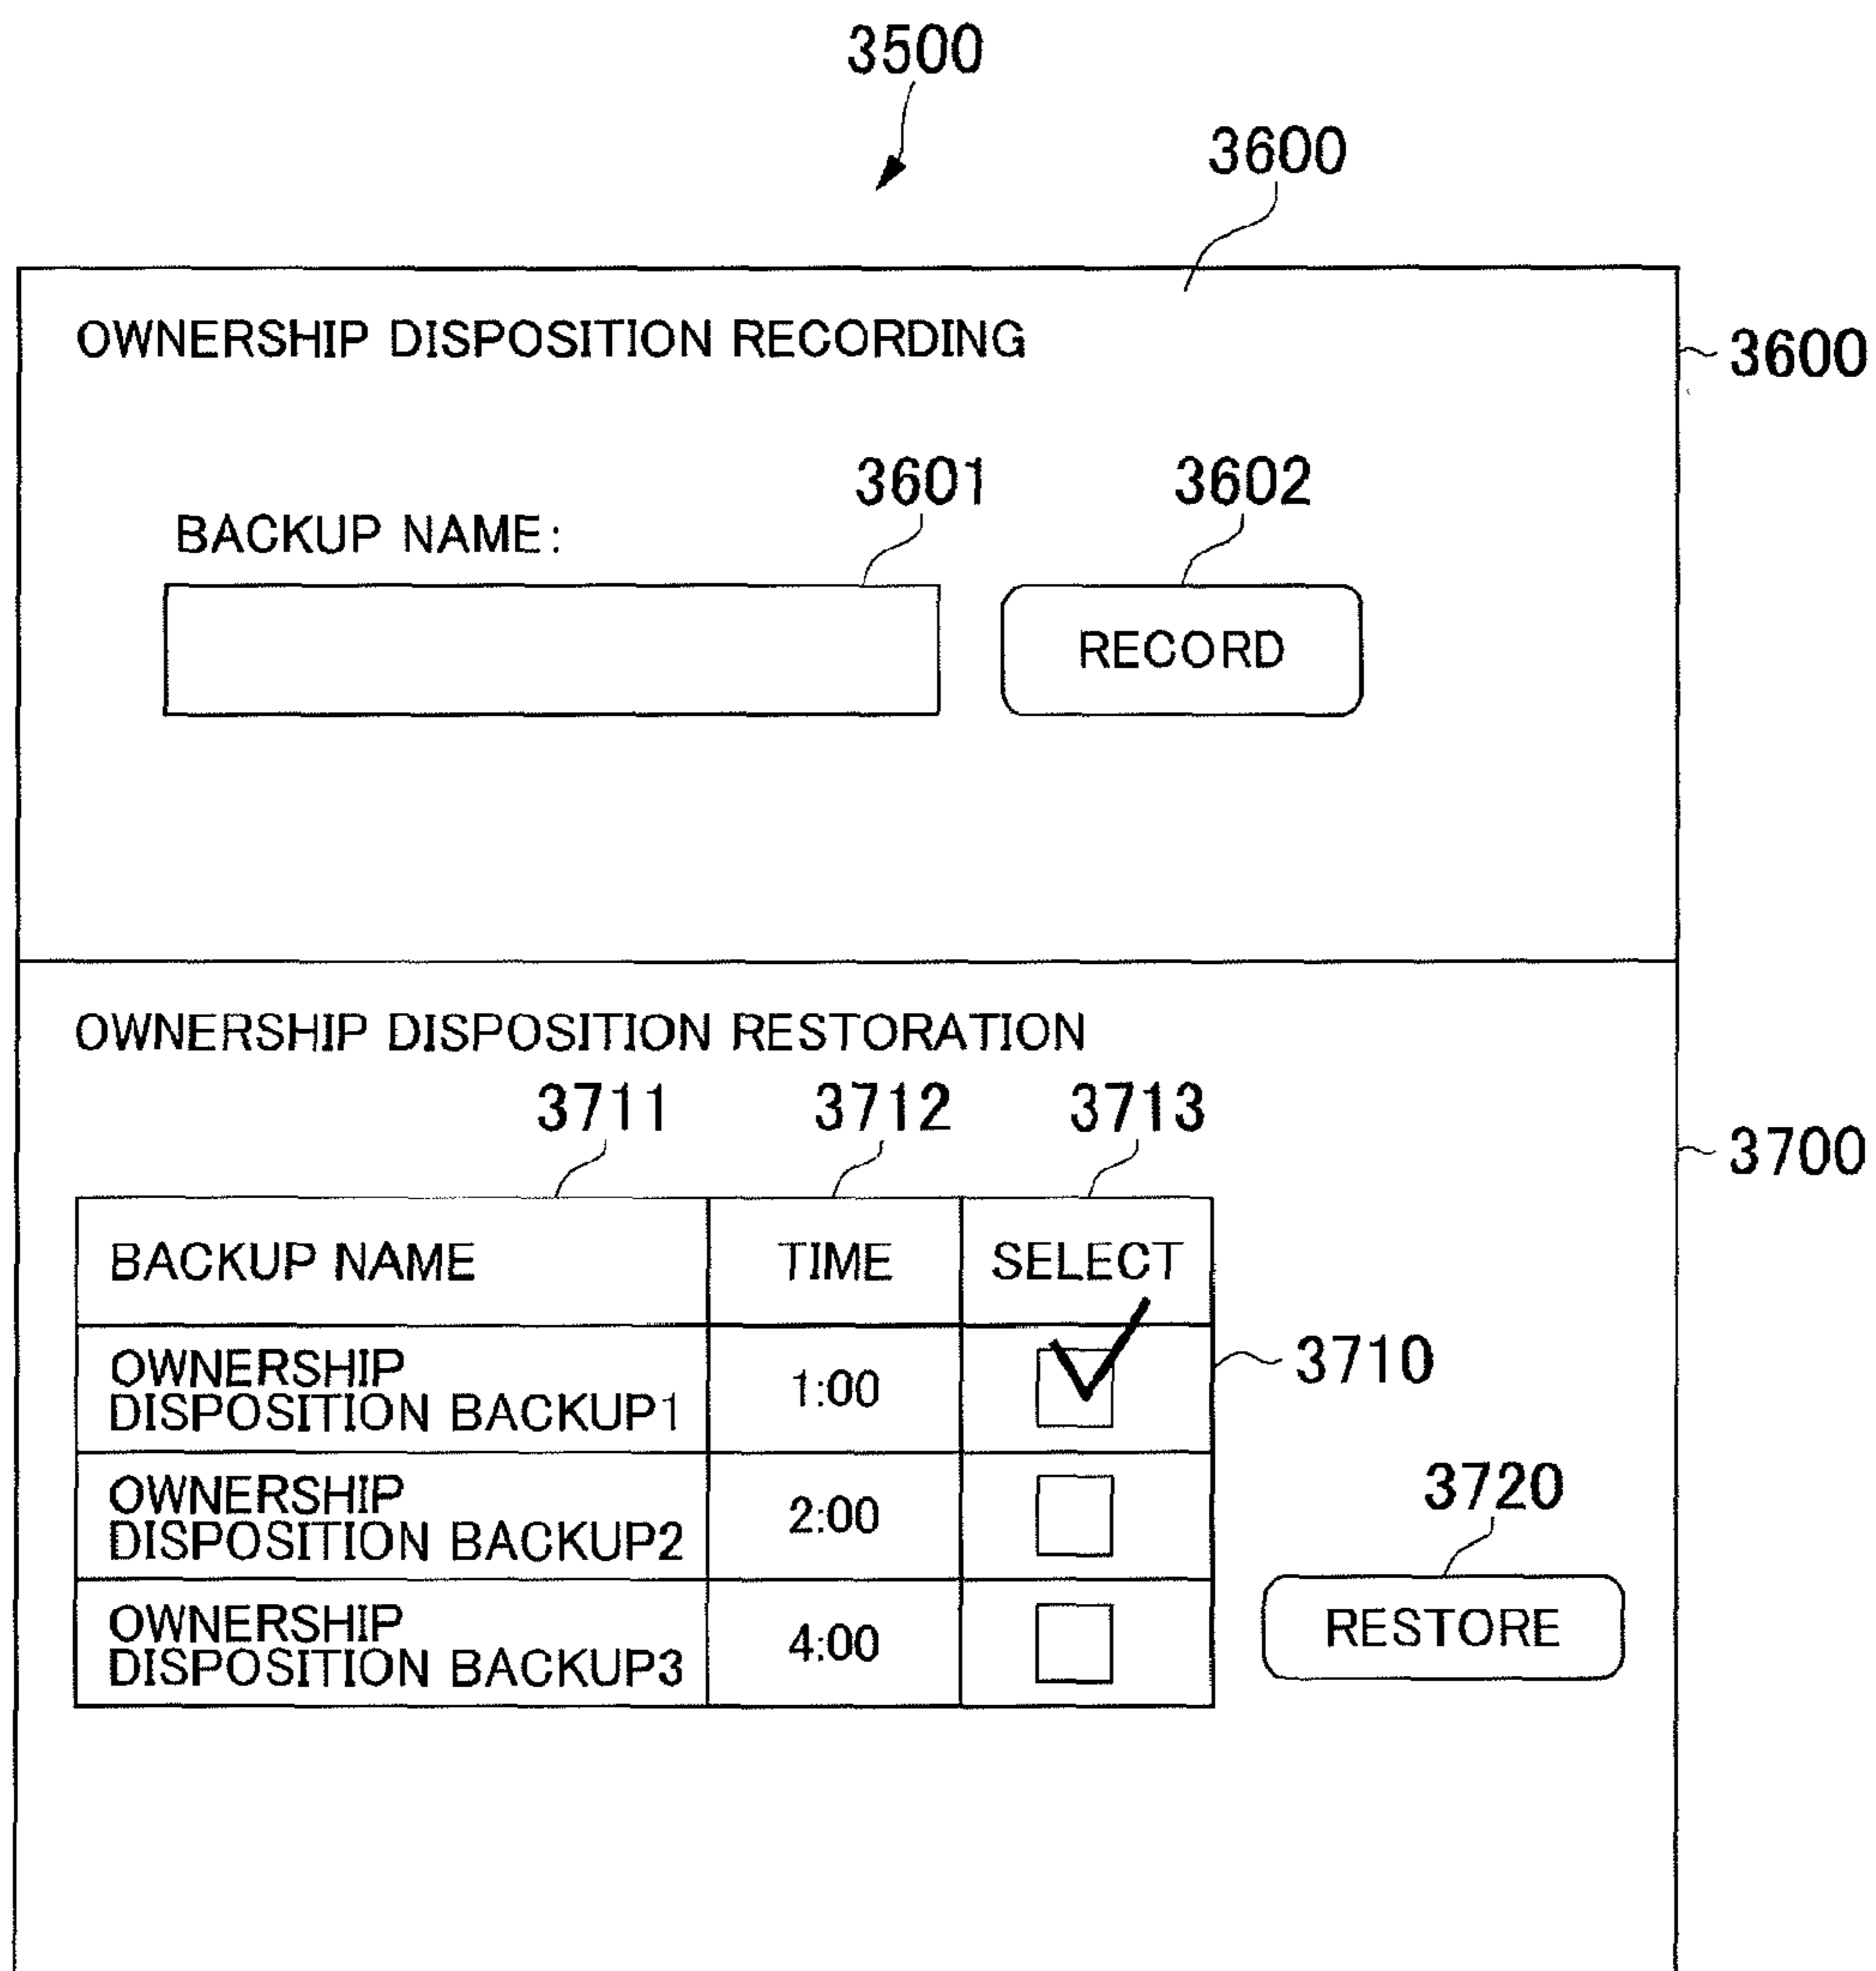 3500
3600
OWNERSHIP DISPOSITION RECORDING
3600
3601
3602
BACKUP NAME:
RECORD
OWNERSHIP DISPOSITION RESTORATION
3711
3712
3713
3700
BACKUP NAME
TIME
SELECT
OWNERSHIP
DISPOSITION BACKUP1
1:00
3710
OWNERSHIP
DISPOSITION BACKUP2
2:00
3720
OWNERSHIP
DISPOSITION BACKUP3
4:00
RESTORE